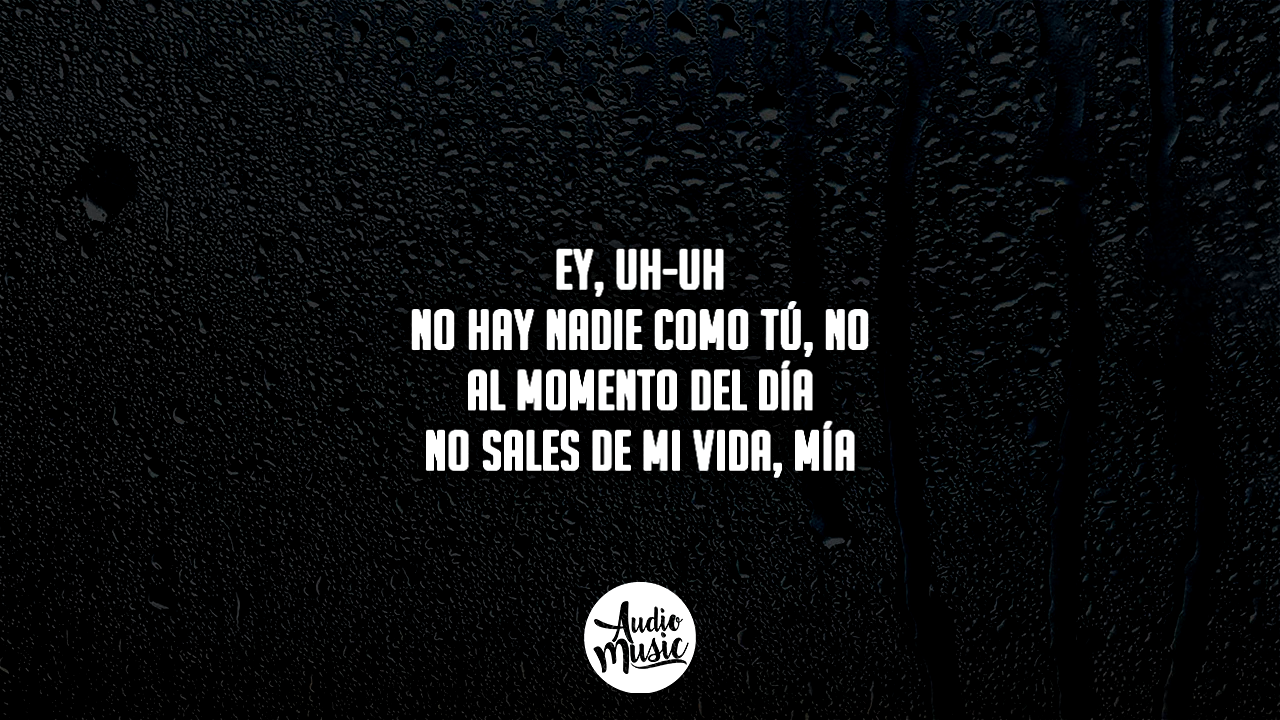 EY, UH-UH
NO HAY NADIE COMO TÚ, NO
AL MOMENTO DEL DÍA
NO SALES DE MI VIDA, MÍA
Audio
Music